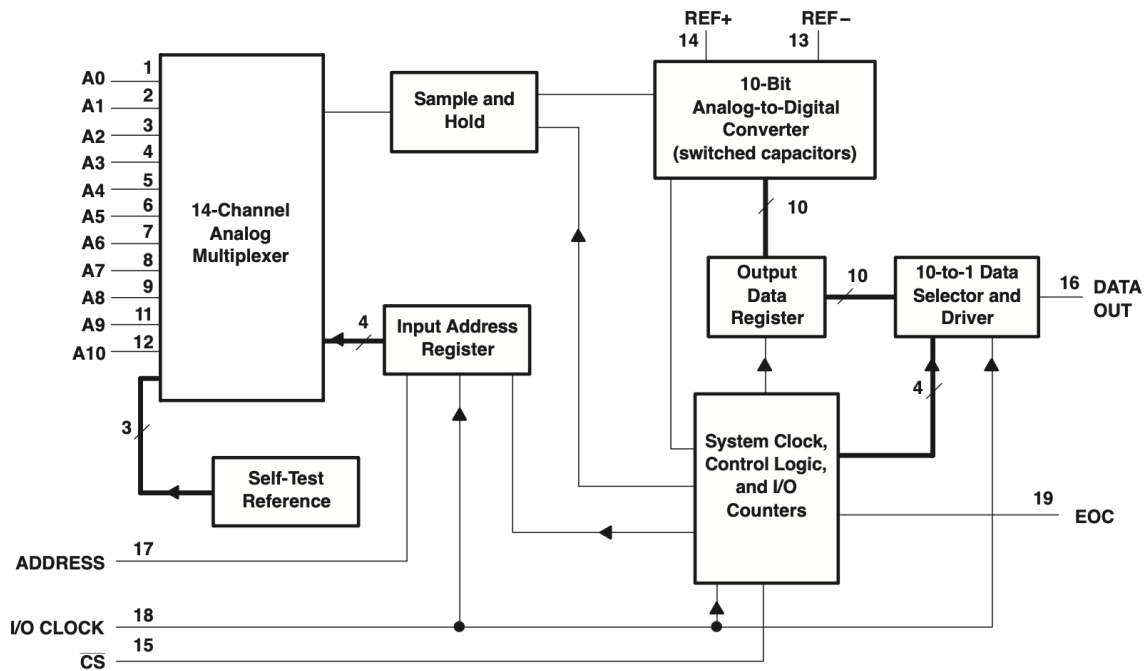 REF+
REF−
14
13
A0
1
A1
2
A2
3
A3
4
A4
5
A5
6
A6
7
A7
8
A8
9
A9
11
A10
12
14-Channel
Analog
Multiplexer
Sample and
Hold
10-Bit
Analog-to-Digital
Converter
(switched capacitors)
10
Output
Data
Register
10
10-to-1 Data
Selector and
Driver
16
DATA
OUT
4
Input Address
Register
4
3
Self-Test
Reference
System Clock,
Control Logic,
and I/O
Counters
19
EOC
ADDRESS
17
I/O CLOCK
18
CS
15